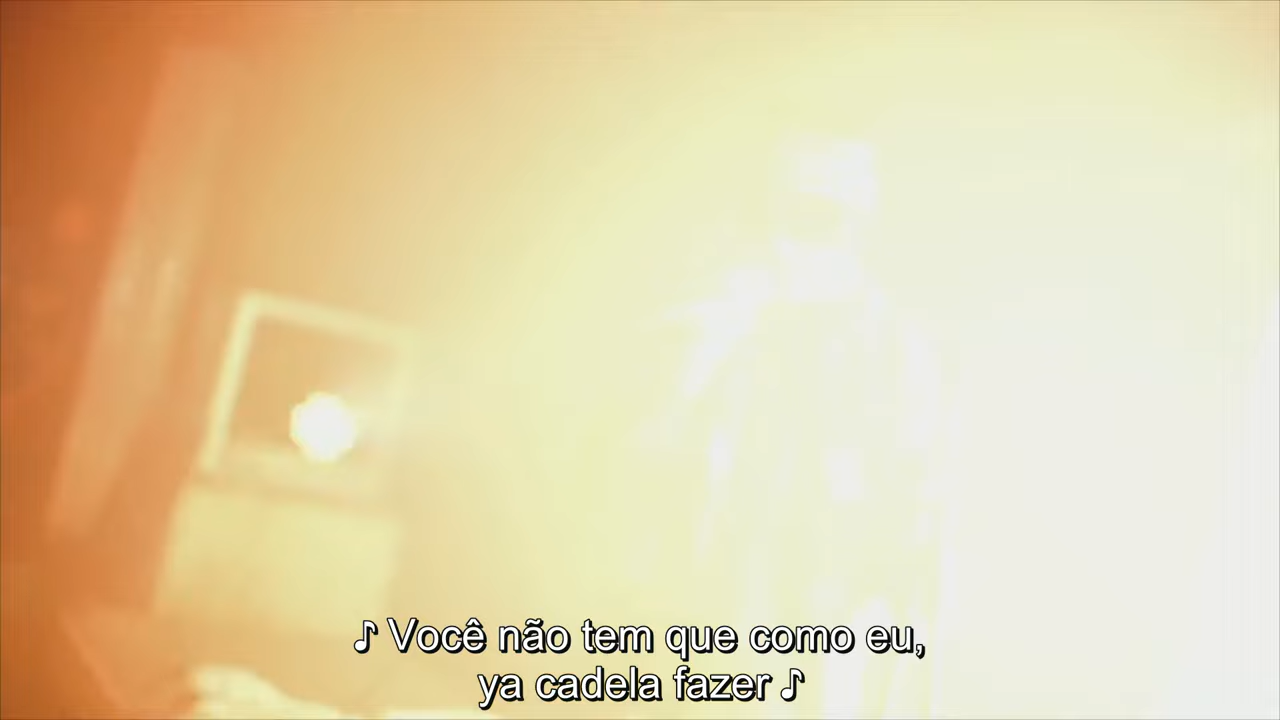 ♪ Você não tem que como eu,
ya cadela fazer ♪